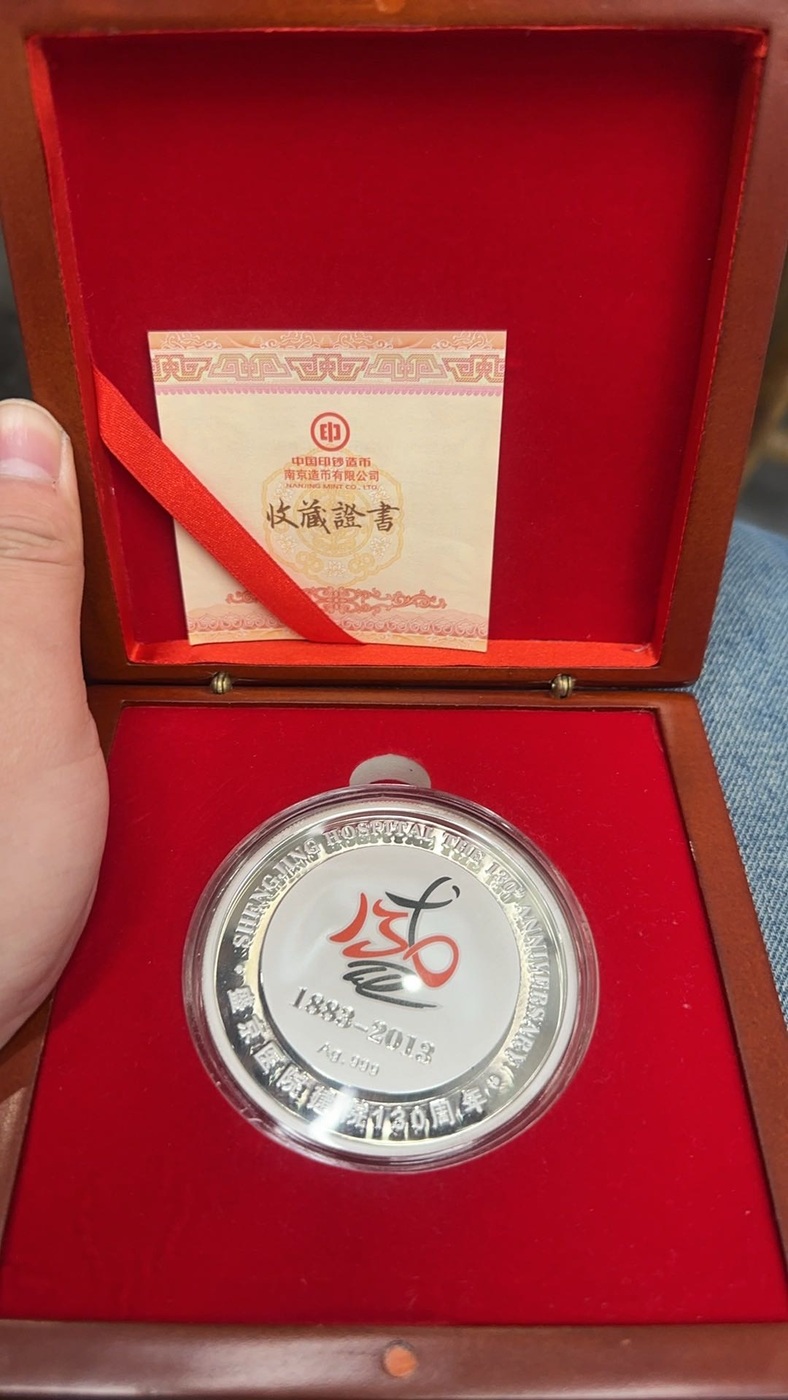 印
中国印钞造币
南京造币有限公司
NANJING MINT CO., LTD.
收藏證書
SHENGJING HOSPITAL THE 130th ANNIVERSARY
130
1883-2013
Ag.999
盛京医院建院130周年